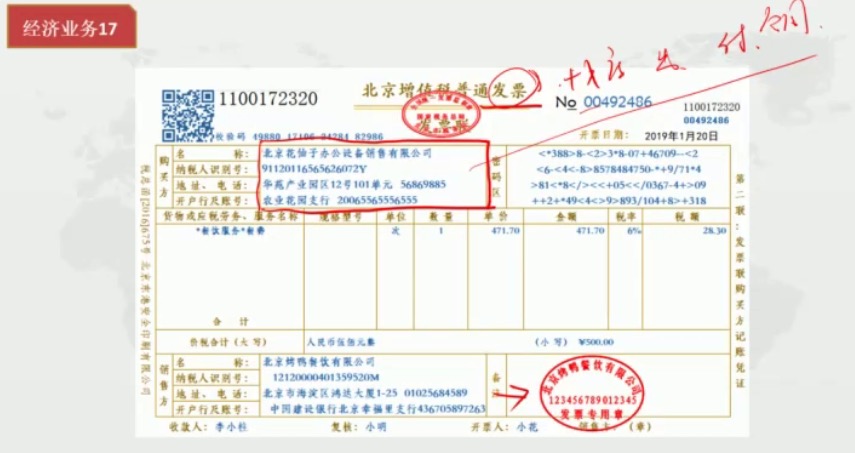 经济业务17
1100172320
北京增值税普通发票
No 00492486
1100172320
00492486
校验码 49880 17106 24284 82986
开票日期： 2019年1月20日
购买方
名 称： 北京花仙子办公设备销售有限公司
纳税人识别号： 91120116565626072Y
地 址、 电 话： 华苑产业园区12号101单元 56869885
开户行及账号： 农业花园支行 20065565556555
密码区
<*388>8-<2>3*8-07+46709--<2
<6-<4<-8>8578484750-*+9/71*4
>81<*8</><<+05<</0367-4+>09
++2+*49<4<>9>893/104+8>+318
货物或应税劳务、服务名称 规格型号 单位 数量 单价 金额 税率 税额
*餐饮服务*餐费 次 1 471.70 471.70 6% 28.30
合 计
价税合计（大 写） 人民币伍佰元整 （小 写） ¥500.00
销售方
名 称： 北京烤鸭餐饮有限公司
纳税人识别号： 1212000040135952OM
地 址、 电 话： 北京市海淀区鸿达大厦1-25 01025684589
开户行及账号： 中国建设银行北京幸福里支行436705897263
备注
北京烤鸭餐饮有限公司
123456789012345
发票专用章
收款人： 李小柱 复核： 小明 开票人： 小花 销售卡：（章）
税总函[2016]675号 北京东港安全印刷有限公司
第二联：发票联购买方记账凭证